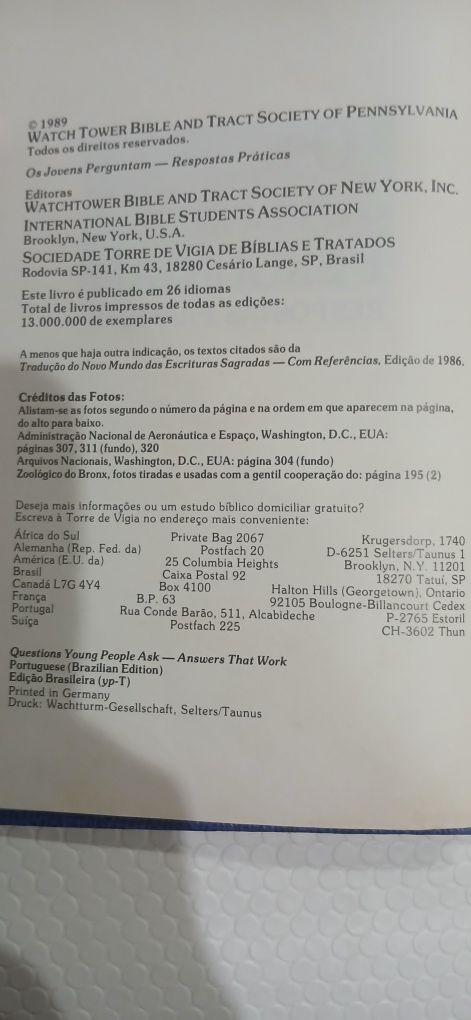 © 1989
WATCH TOWER BIBLE AND TRACT SOCIETY OF PENNSYLVANIA
Todos os direitos reservados.
Os Jovens Perguntam — Respostas Práticas
Editoras
WATCHTOWER BIBLE AND TRACT SOCIETY OF NEW YORK, INC.
INTERNATIONAL BIBLE STUDENTS ASSOCIATION
Brooklyn, New York, U.S.A.
SOCIEDADE TORRE DE VIGIA DE BÍBLIAS E TRATADOS
Rodovia SP-141, Km 43, 18280 Cesário Lange, SP, Brasil
Este livro é publicado em 26 idiomas
Total de livros impressos de todas as edições:
13.000.000 de exemplares
A menos que haja outra indicação, os textos citados são da
Tradução do Novo Mundo das Escrituras Sagradas — Com Referências, Edição de 1986.
Créditos das Fotos:
Alistam-se as fotos segundo o número da página e na ordem em que aparecem na página,
do alto para baixo.
Administração Nacional de Aeronáutica e Espaço, Washington, D.C., EUA:
páginas 307, 311 (fundo), 320
Arquivos Nacionais, Washington, D.C., EUA: página 304 (fundo)
Zoológico do Bronx, fotos tiradas e usadas com a gentil cooperação do: página 195 (2)
Deseja mais informações ou um estudo bíblico domiciliar gratuito?
Escreva à Torre de Vigia no endereço mais conveniente:
África do Sul Private Bag 2067 Krugersdorp, 1740
Alemanha (Rep. Fed. da) Postfach 20 D-6251 Selters/Taunus 1
América (E.U. da) 25 Columbia Heights Brooklyn, N.Y. 11201
Brasil Caixa Postal 92 18270 Tatuí, SP
Canadá L7G 4Y4 Box 4100 Halton Hills (Georgetown), Ontario
França B.P. 63 92105 Boulogne-Billancourt Cedex
Portugal Rua Conde Barão, 511, Alcabideche P-2765 Estoril
Suíça Postfach 225 CH-3602 Thun
Questions Young People Ask — Answers That Work
Portuguese (Brazilian Edition)
Edição Brasileira (yp-T)
Printed in Germany
Druck: Wachtturm-Gesellschaft, Selters/Taunus